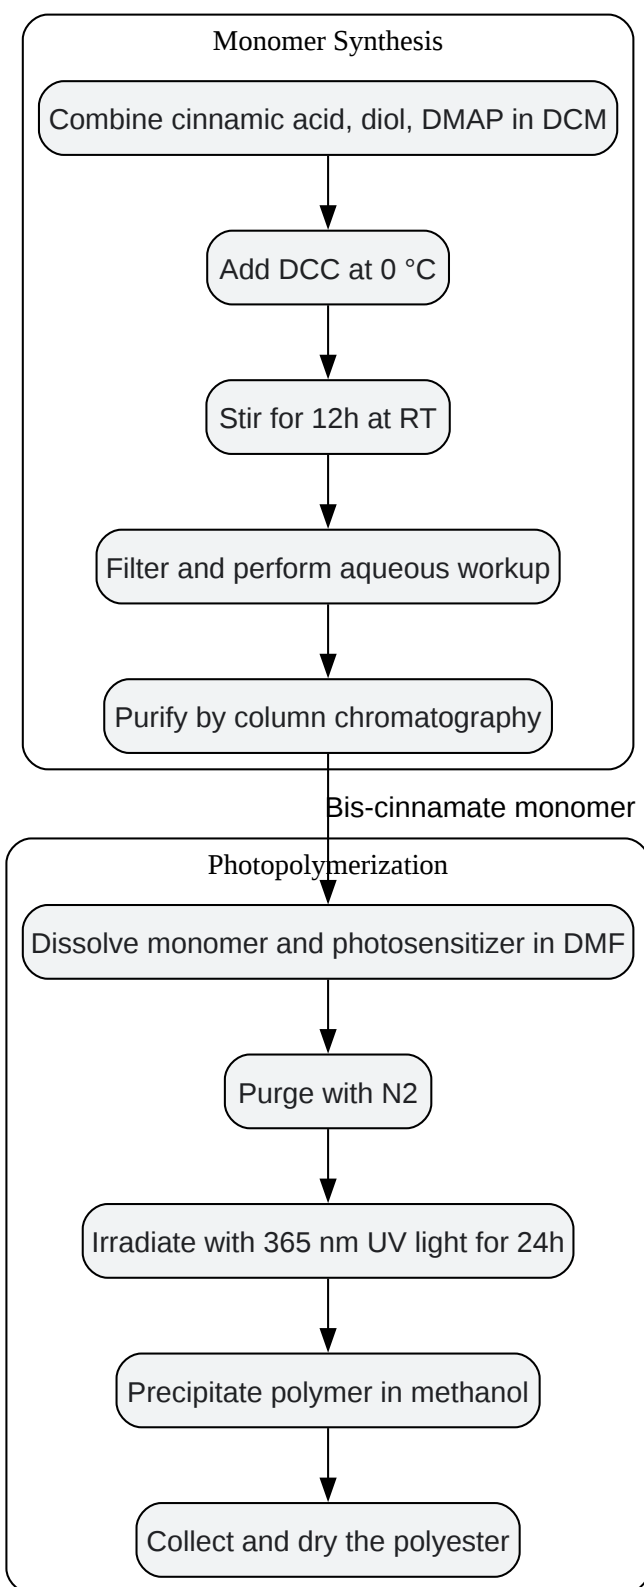 Monomer Synthesis
Combine cinnamic acid, diol, DMAP in DCM
Add DCC at 0 °C
Stir for 12h at RT
Filter and perform aqueous workup
Purify by column chromatography
Bis-cinnamate monomer
Photopolymerization
Dissolve monomer and photosensitizer in DMF
Purge with N2
Irradiate with 365 nm UV light for 24h
Precipitate polymer in methanol
Collect and dry the polyester